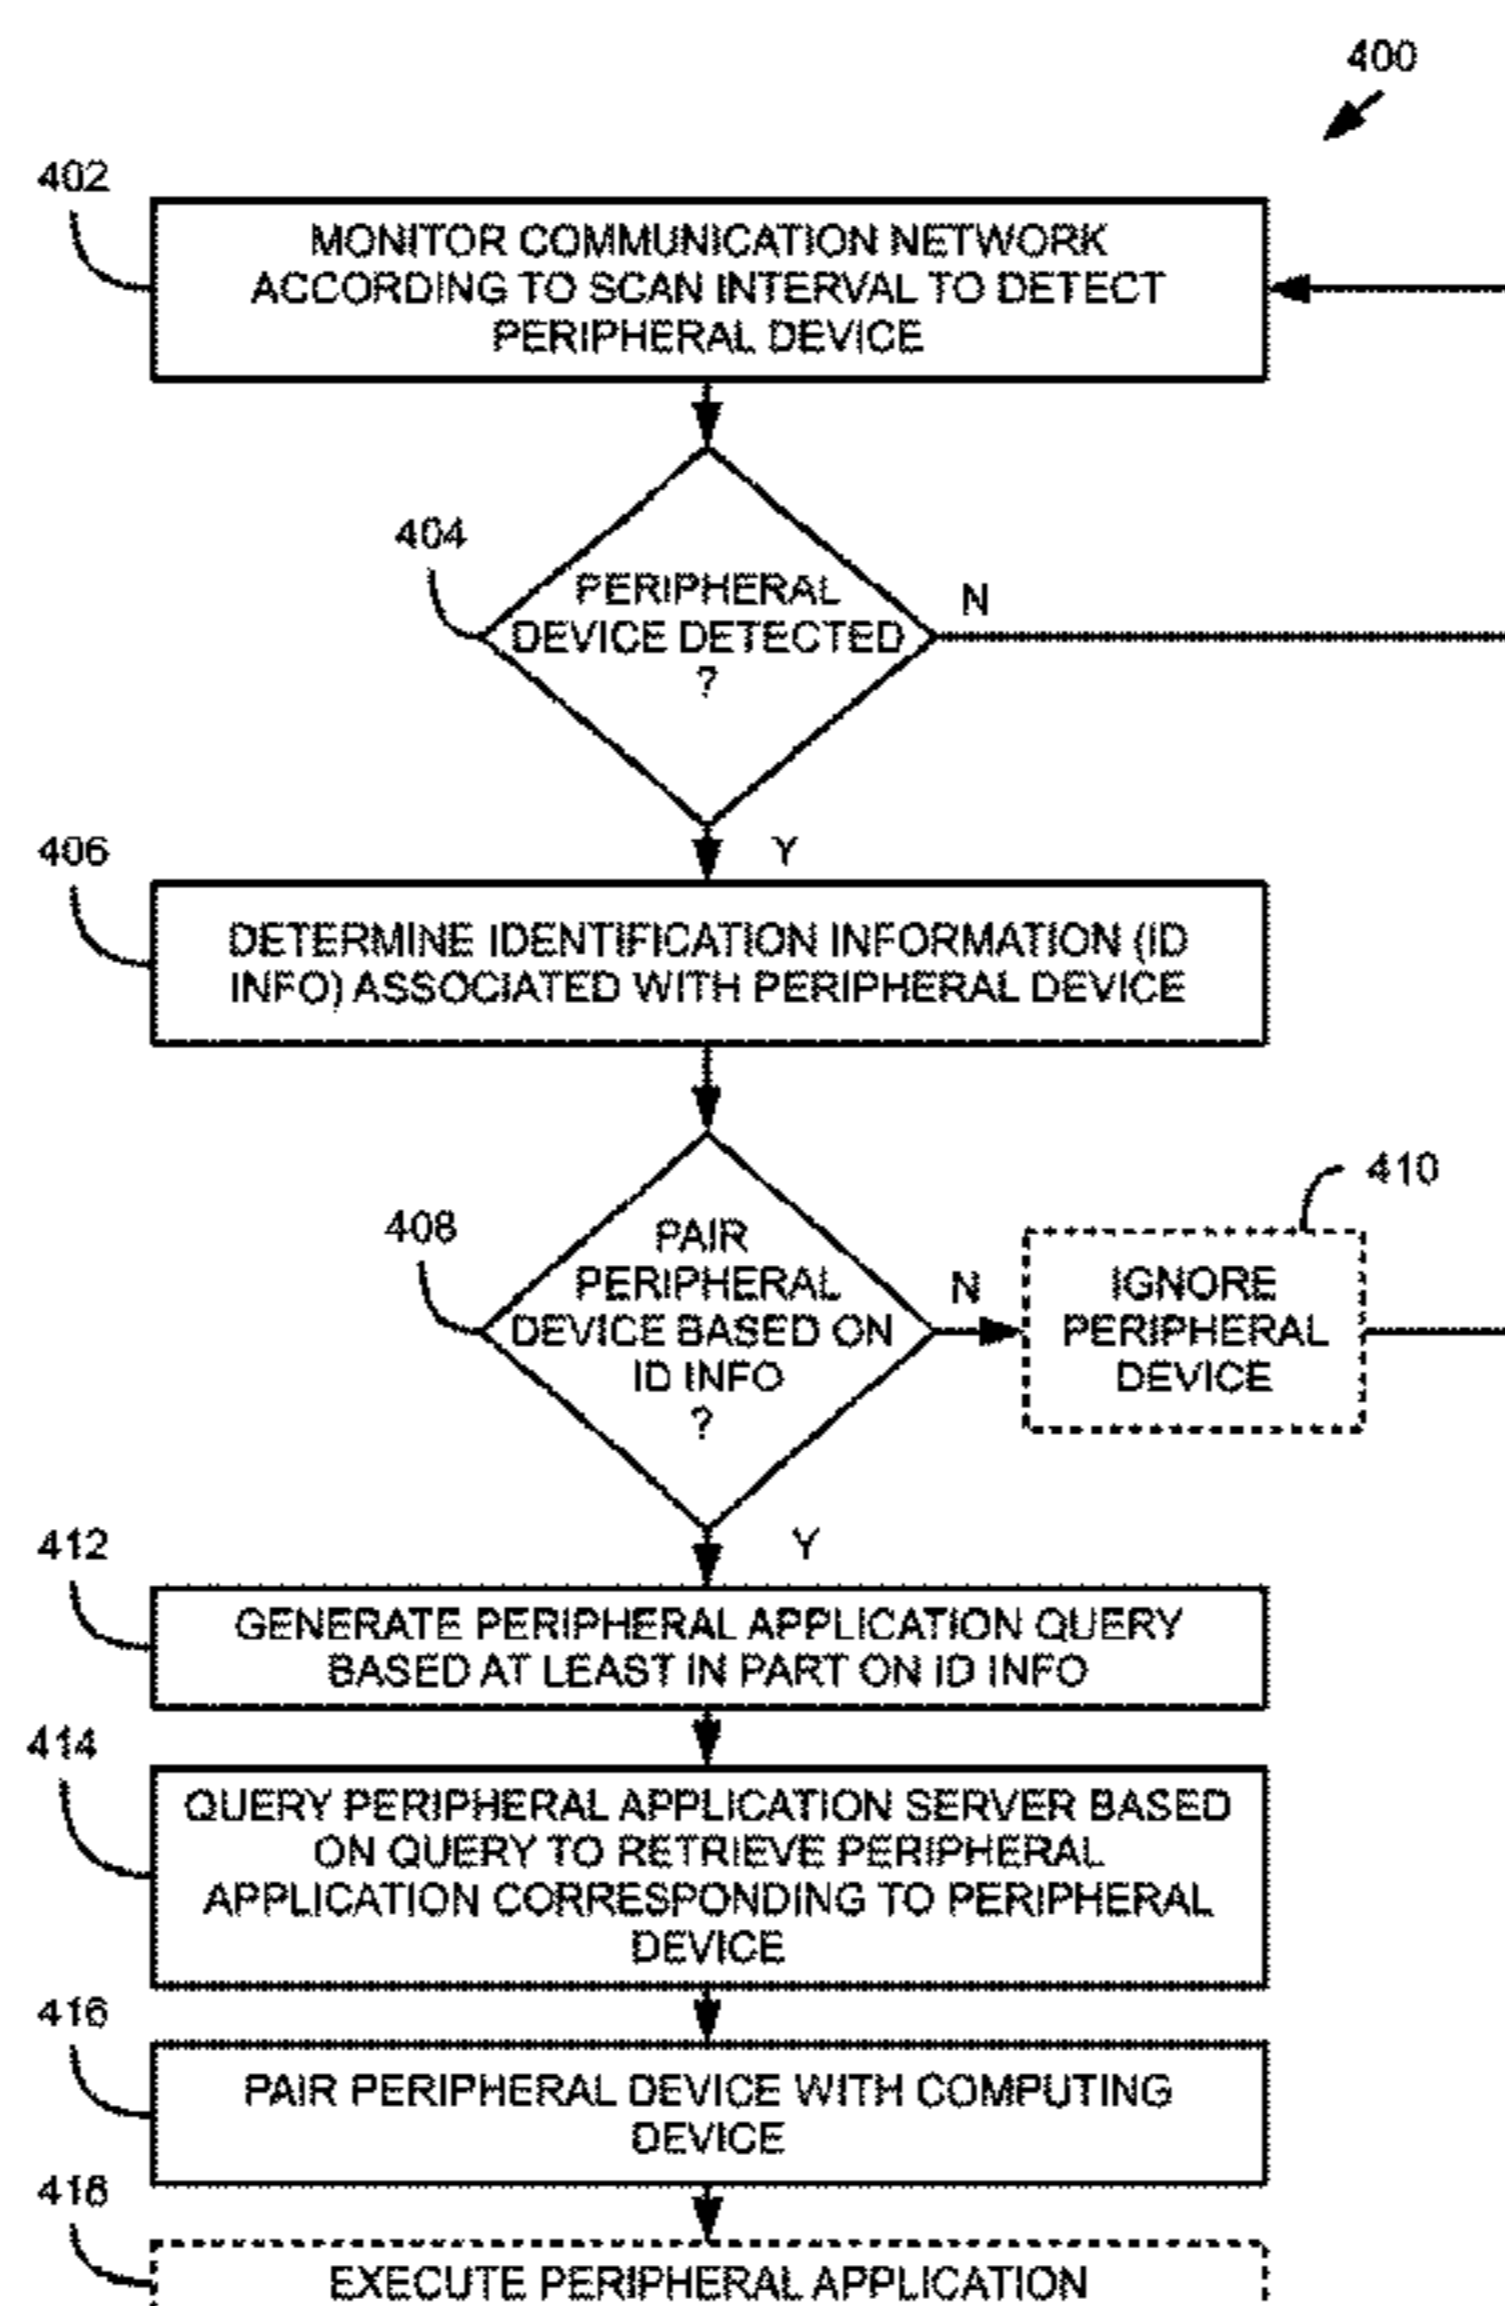 400
402
MONITOR COMMUNICATION NETWORK
ACCORDING TO SCAN INTERVAL TO DETECT
PERIPHERAL DEVICE
404
PERIPHERAL
DEVICE DETECTED
?
N
Y
406
DETERMINE IDENTIFICATION INFORMATION (ID
INFO) ASSOCIATED WITH PERIPHERAL DEVICE
408
PAIR
PERIPHERAL
DEVICE BASED ON
ID INFO
?
N
410
IGNORE
PERIPHERAL
DEVICE
Y
412
GENERATE PERIPHERAL APPLICATION QUERY
BASED AT LEAST IN PART ON ID INFO
414
QUERY PERIPHERAL APPLICATION SERVER BASED
ON QUERY TO RETRIEVE PERIPHERAL
APPLICATION CORRESPONDING TO PERIPHERAL
DEVICE
416
PAIR PERIPHERAL DEVICE WITH COMPUTING
DEVICE
418
EXECUTE PERIPHERAL APPLICATION